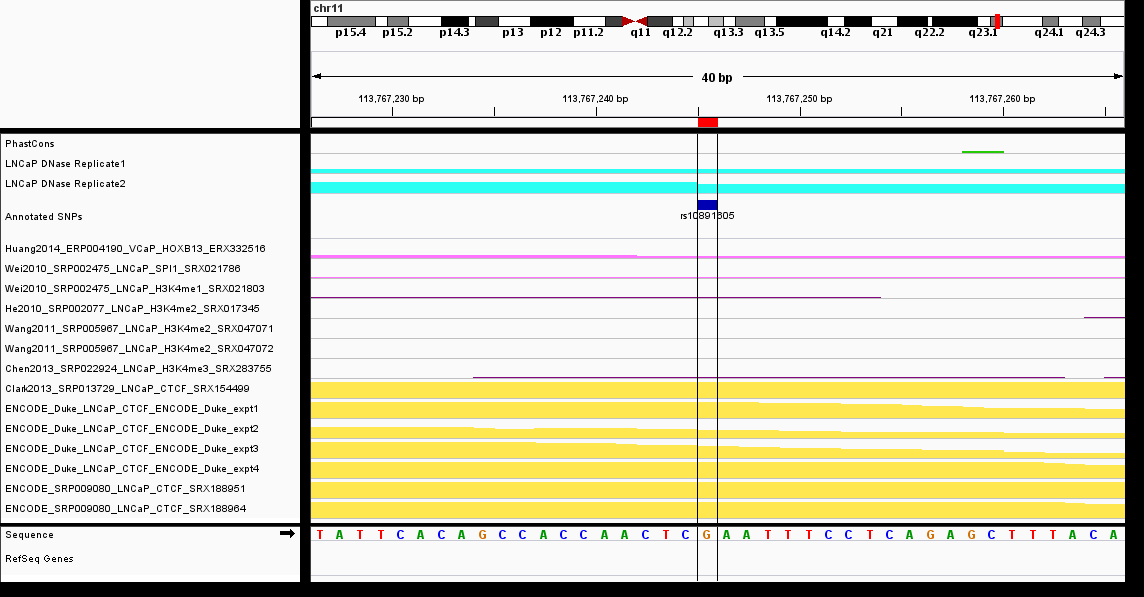 chr11
p15.4 p15.2 p14.3 p13 p12 p11.2 q11 q12.2 q13.3 q13.5 q14.2 q21 q22.2 q23.1 q24.1 q24.3
40 bp
113,767,230 bp 113,767,240 bp 113,767,250 bp 113,767,260 bp
PhastCons
LNCaP DNase Replicate1
LNCaP DNase Replicate2
Annotated SNPs
rs10891605
Huang2014_ERP004190_VCaP_HOXB13_ERX332516
Wei2010_SRP002475_LNCaP_SPI1_SRX021786
Wei2010_SRP002475_LNCaP_H3K4me1_SRX021803
He2010_SRP002077_LNCaP_H3K4me2_SRX017345
Wang2011_SRP005967_LNCaP_H3K4me2_SRX047071
Wang2011_SRP005967_LNCaP_H3K4me2_SRX047072
Chen2013_SRP022924_LNCaP_H3K4me3_SRX283755
Clark2013_SRP013729_LNCaP_CTCF_SRX154499
ENCODE_Duke_LNCaP_CTCF_ENCODE_Duke_expt1
ENCODE_Duke_LNCaP_CTCF_ENCODE_Duke_expt2
ENCODE_Duke_LNCaP_CTCF_ENCODE_Duke_expt3
ENCODE_Duke_LNCaP_CTCF_ENCODE_Duke_expt4
ENCODE_SRP009080_LNCaP_CTCF_SRX188951
ENCODE_SRP009080_LNCaP_CTCF_SRX188964
Sequence T A T T C A C A G C C A C C A A C T C G A A T T T C C T C A G A G C T T T A C A
RefSeq Genes